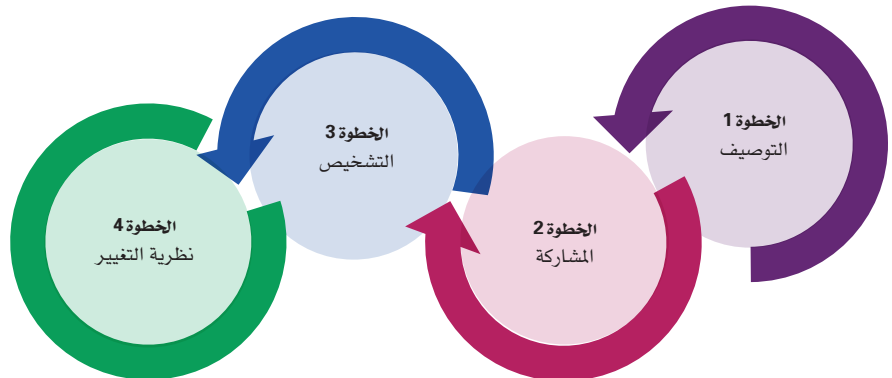 الخطوة 1
التوصيف
الخطوة 2
المشاركة
الخطوة 3
التشخيص
الخطوة 4
نظرية التغيير